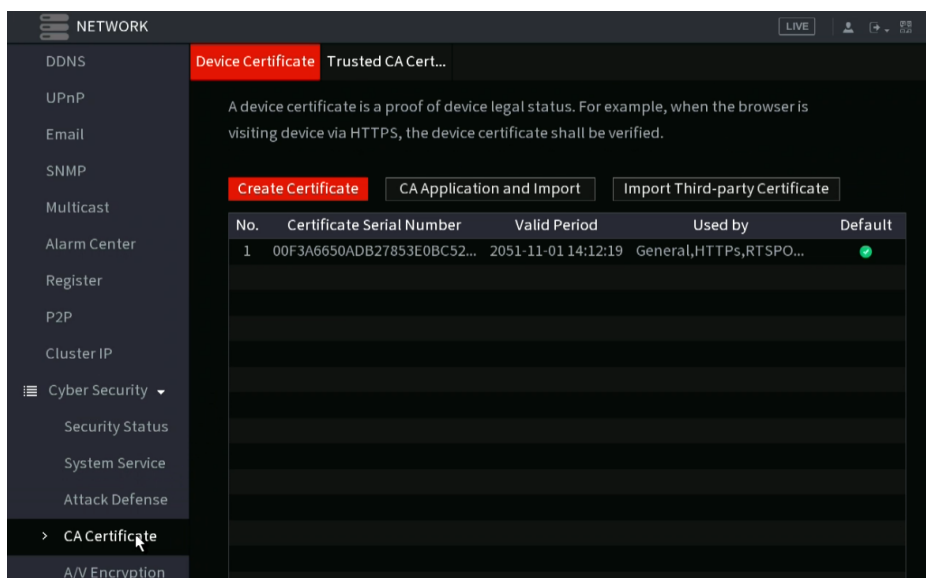 NETWORK
LIVE
DDNS
UPnP
Email
SNMP
Multicast
Alarm Center
Register
P2P
Cluster IP
Cyber Security
Security Status
System Service
Attack Defense
CA Certificate
A/V Encryption
Device Certificate Trusted CA Cert...
A device certificate is a proof of device legal status. For example, when the browser is
visiting device via HTTPS, the device certificate shall be verified.
Create Certificate CA Application and Import Import Third-party Certificate
No. Certificate Serial Number Valid Period Used by Default
1 00F3A6650ADB27853E0BC52... 2051-11-01 14:12:19 General,HTTPs,RTSPO...